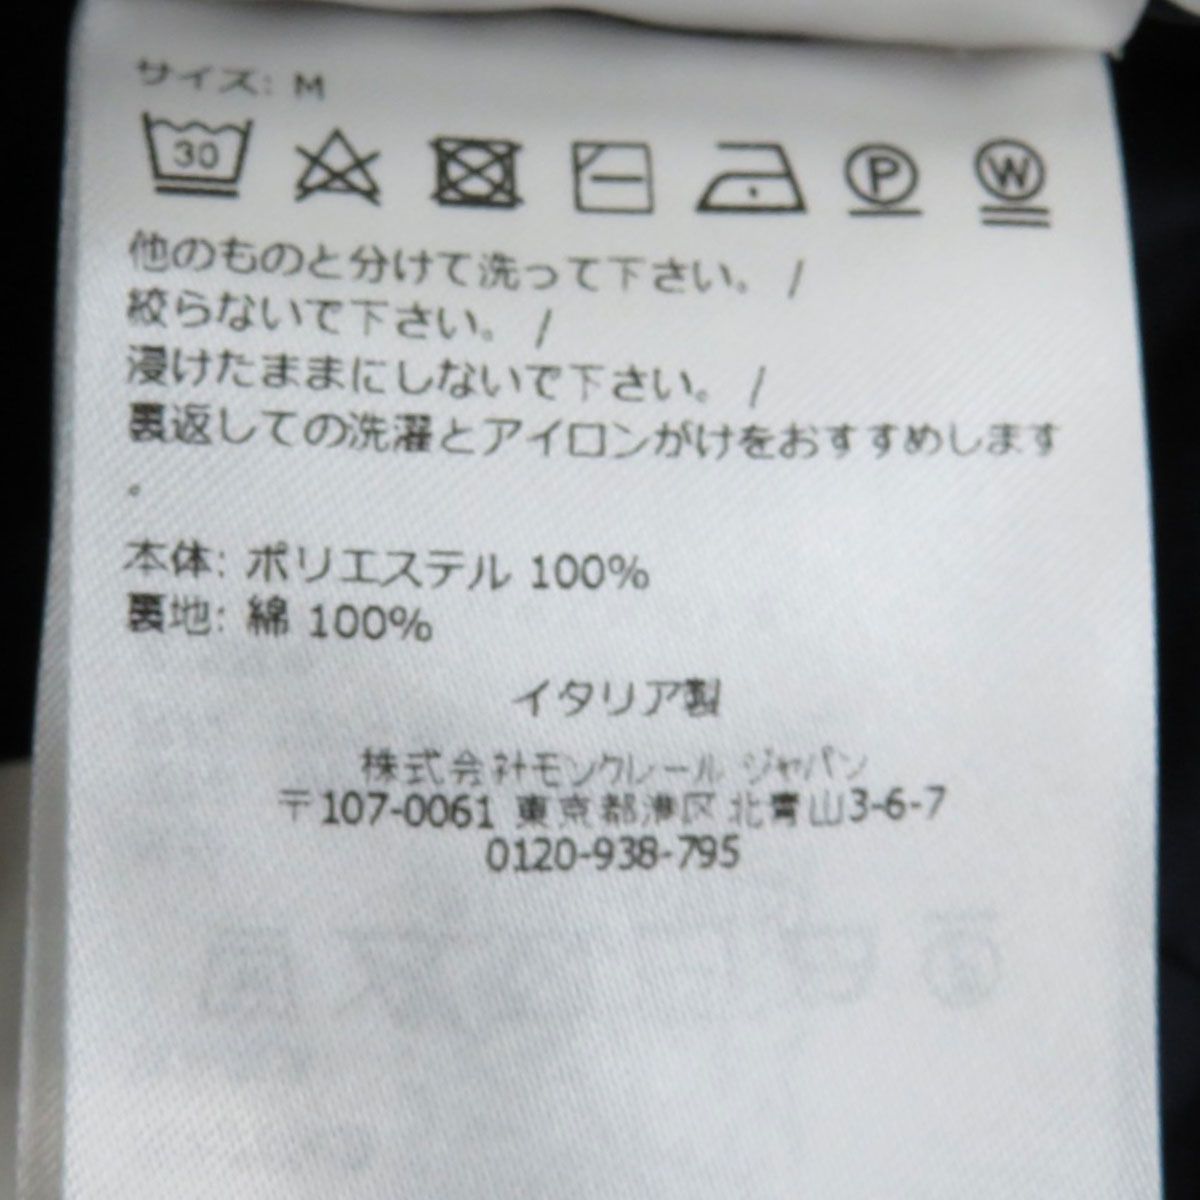 サイズ: M
30 P W
他のものと分けて洗って下さい。 /
絞らないで下さい。 /
浸けたままにしないで下さい。 /
裏返しての洗濯とアイロンがけをおすすめします
。
本体: ポリエステル 100%
裏地: 綿 100%
イタリア製
株式会社モンクレール ジャパン
〒107-0061 東京都港区北青山3-6-7
0120-938-795